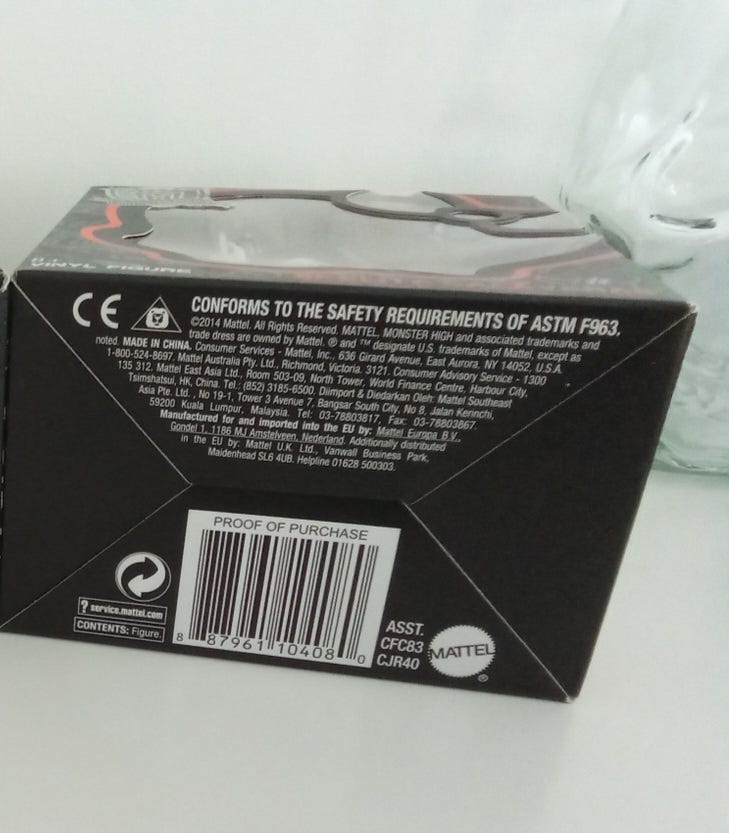 VINYL FIGURE
CE
CONFORMS TO THE SAFETY REQUIREMENTS OF ASTM F963.
©2014 Mattel. All Rights Reserved. MATTEL, MONSTER HIGH and associated trademarks and
trade dress are owned by Mattel. ® and ™ designate U.S. trademarks of Mattel, except as
noted. MADE IN CHINA. Consumer Services - Mattel, Inc., 636 Girard Avenue, East Aurora, NY 14052, U.S.A.
1-800-524-8697. Mattel Australia Pty. Ltd., Richmond, Victoria. 3121. Consumer Advisory Service - 1300
135 312. Mattel East Asia Ltd., Room 503-09, North Tower, World Finance Centre, Harbour City,
Tsimshatsui, HK, China. Tel.: (852) 3185-6500. Diimport & Diedarkan Oleh: Mattel Southeast
Asia Pte. Ltd., No 19-1, Tower 3 Avenue 7, Bangsar South City, No 8, Jalan Kerinchi,
59200 Kuala Lumpur, Malaysia. Tel: 03-78803817, Fax: 03-78803867.
Manufactured for and imported into the EU by: Mattel Europa B.V.,
Gondel 1, 1186 MJ Amstelveen, Nederland. Additionally distributed
in the EU by: Mattel U.K. Ltd., Vanwall Business Park,
Maidenhead SL6 4UB. Helpline 01628 500303.
PROOF OF PURCHASE
8 87961 10408 0
? service.mattel.com
CONTENTS: Figure.
ASST.
CFC83
CJR40
MATTEL ®